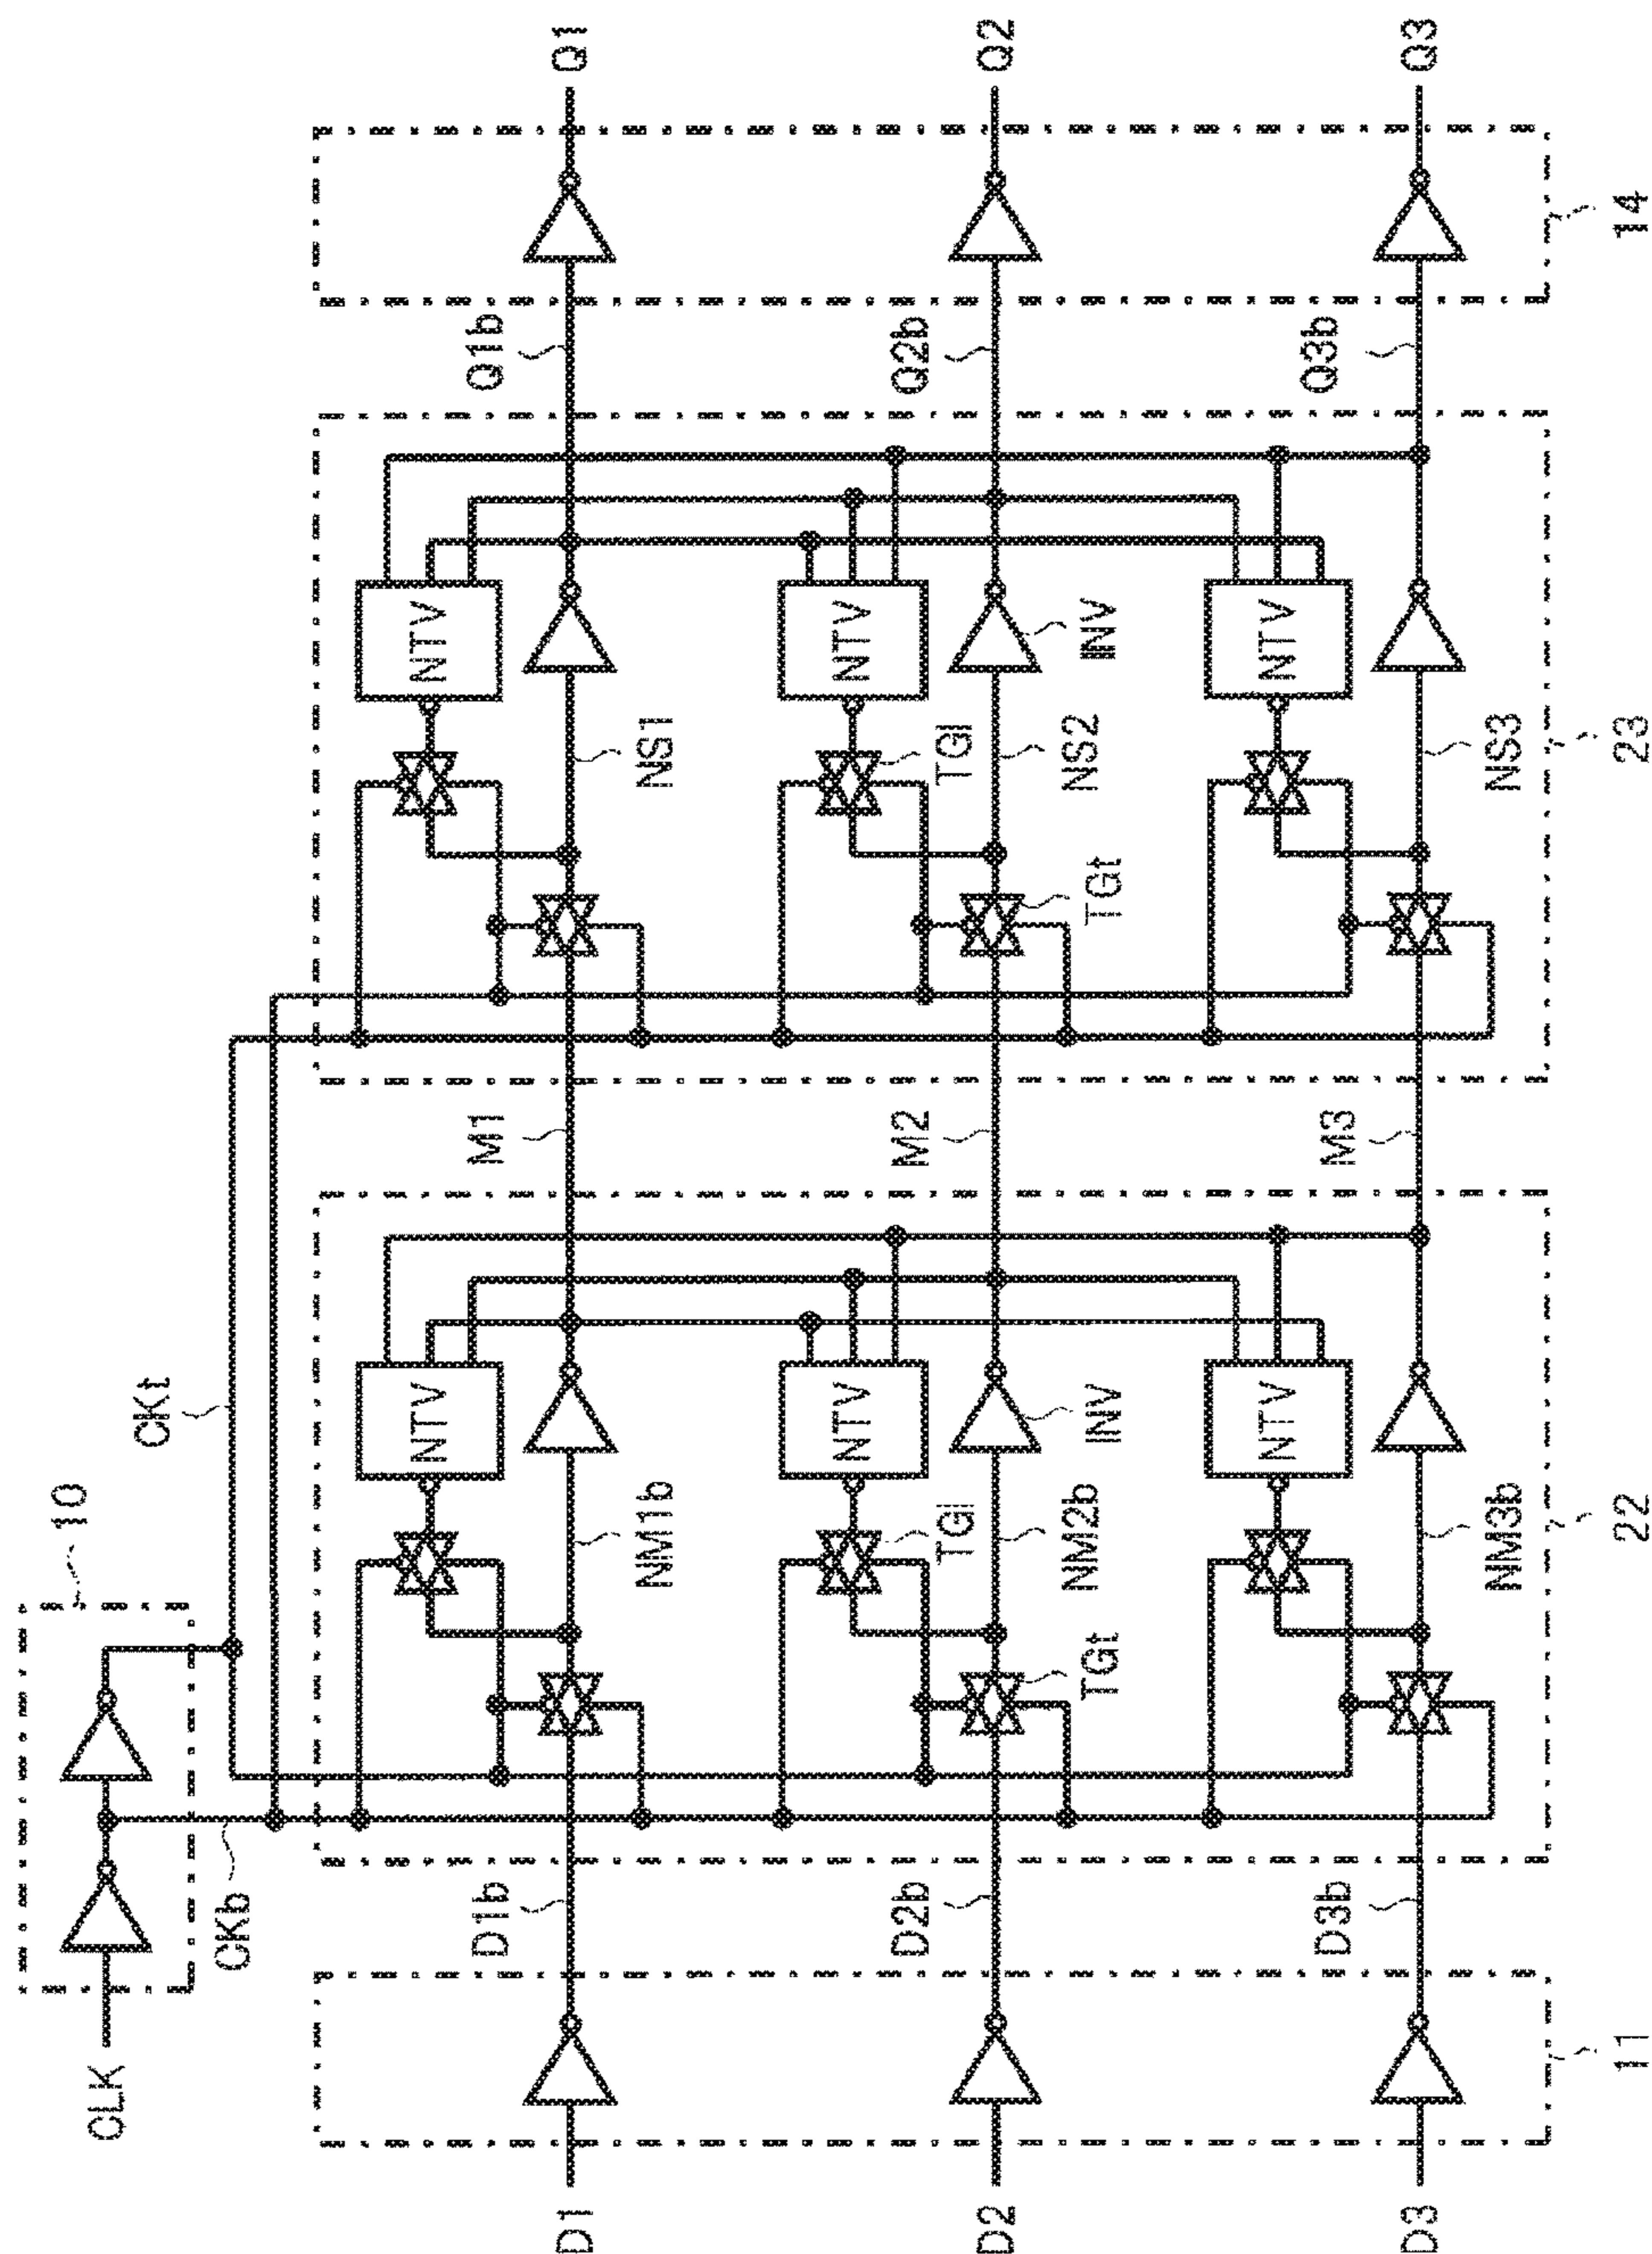 10
CLK
CKt
CKb
NTV
NTV
D1b
M1
Q1b
D1
Q1
NM1b
NS1
NTV
NTV
D2b
M2
Q2b
TGl
TGl
D2
Q2
TGt
NM2b
INV
TGt
NS2
INV
NTV
NTV
D3b
M3
Q3b
D3
Q3
NM3b
NS3
11
22
23
14